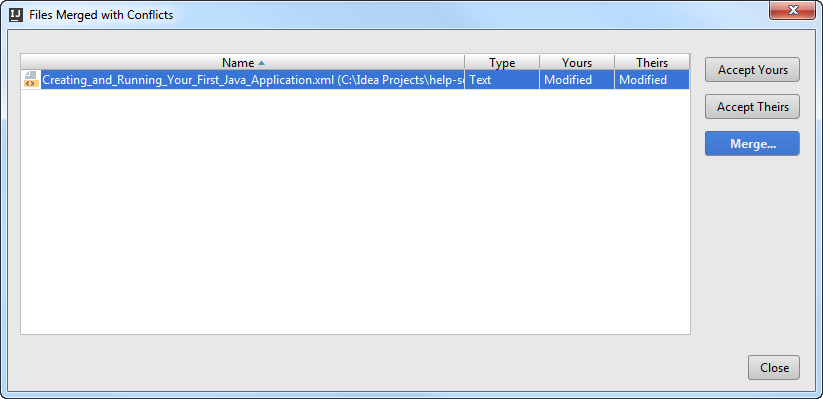 IJ Files Merged with Conflicts
Name Type Yours Theirs
Creating_and_Running_Your_First_Java_Application.xml (C:\Idea Projects\help-s Text Modified Modified
Accept Yours
Accept Theirs
Merge...
Close